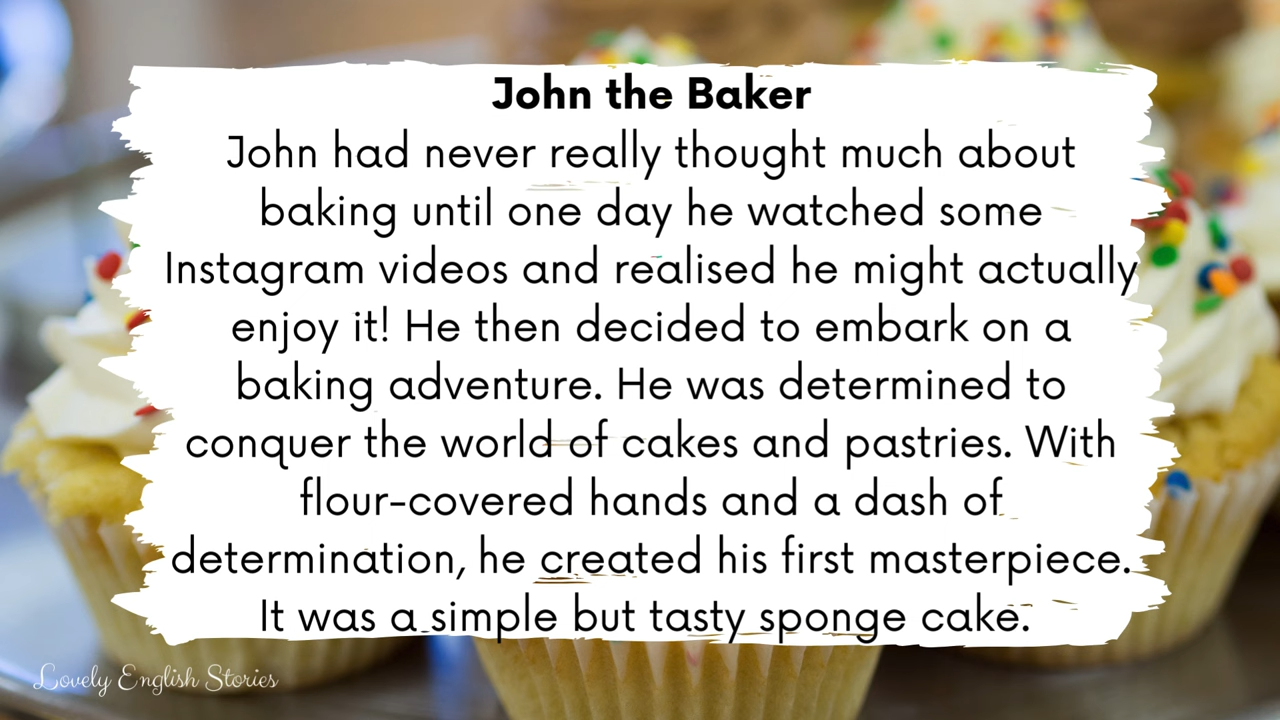 John the Baker
John had never really thought much about
baking until one day he watched some
Instagram videos and realised he might actually
enjoy it! He then decided to embark on a
baking adventure. He was determined to
conquer the world of cakes and pastries. With
flour-covered hands and a dash of
determination, he created his first masterpiece.
It was a simple but tasty sponge cake.
Lovely English Stories